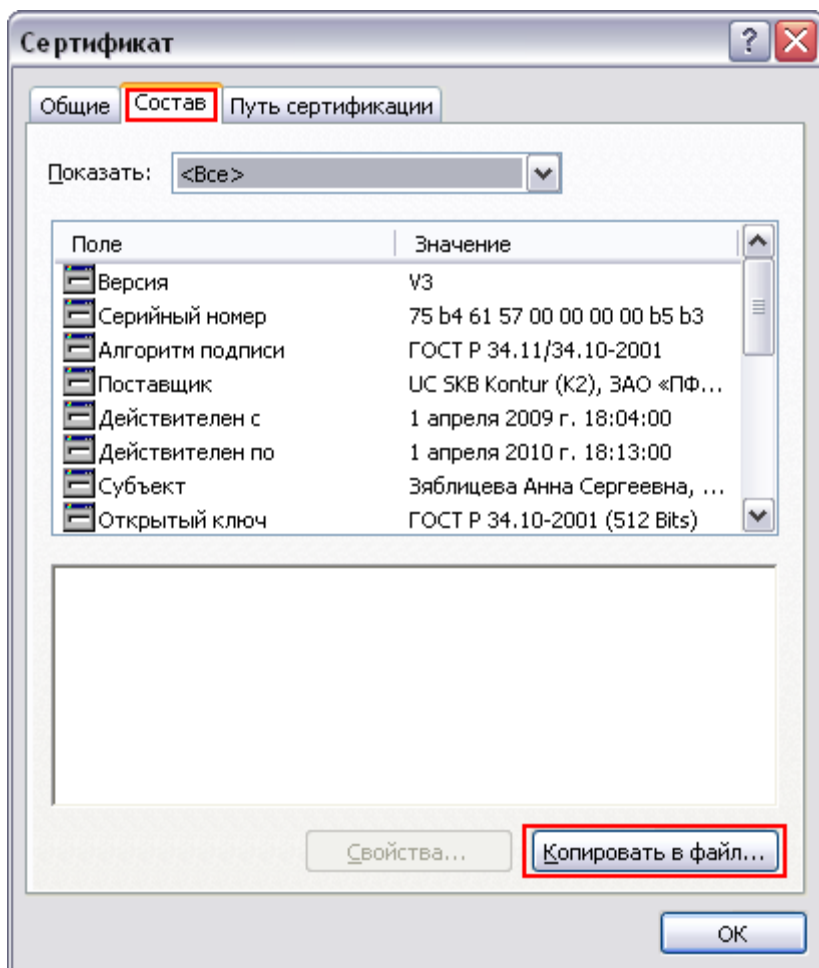 Сертификат
Общие Состав Путь сертификации
Показать: <Все>
Поле Значение
Версия V3
Серийный номер 75 b4 61 57 00 00 00 00 b5 b3
Алгоритм подписи ГОСТ Р 34.11/34.10-2001
Поставщик UC SKB Kontur (K2), ЗАО «ПФ...
Действителен с 1 апреля 2009 г. 18:04:00
Действителен по 1 апреля 2010 г. 18:13:00
Субъект Зяблицева Анна Сергеевна, ...
Открытый ключ ГОСТ Р 34.10-2001 (512 Bits)
Свойства... Копировать в файл...
ОК